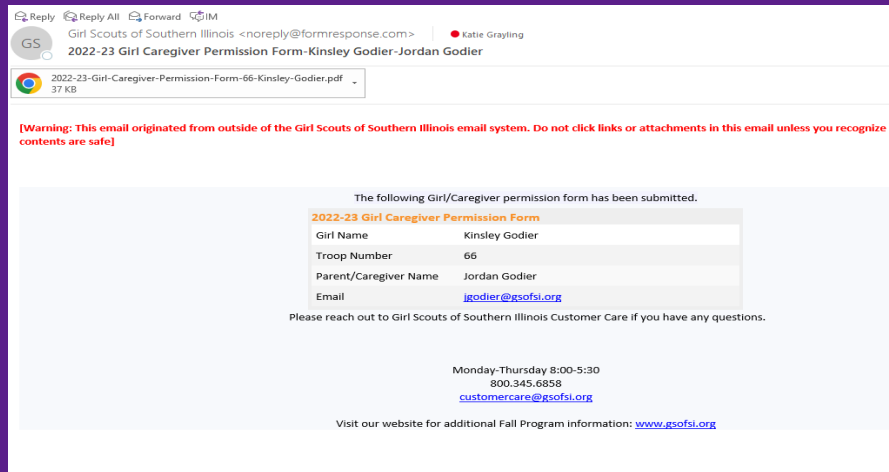 Reply Reply All Forward IM
GS
Girl Scouts of Southern Illinois <noreply@formresponse.com> Katie Grayling
2022-23 Girl Caregiver Permission Form-Kinsley Godier-Jordan Godier
2022-23-Girl-Caregiver-Permission-Form-66-Kinsley-Godier.pdf
37 KB
[Warning: This email originated from outside of the Girl Scouts of Southern Illinois email system. Do not click links or attachments in this email unless you recognize
contents are safe]
The following Girl/Caregiver permission form has been submitted.
2022-23 Girl Caregiver Permission Form
Girl Name Kinsley Godier
Troop Number 66
Parent/Caregiver Name Jordan Godier
Email jgodier@gsofsi.org
Please reach out to Girl Scouts of Southern Illinois Customer Care if you have any questions.
Monday-Thursday 8:00-5:30
800.345.6858
customercare@gsofsi.org
Visit our website for additional Fall Program information: www.gsofsi.org